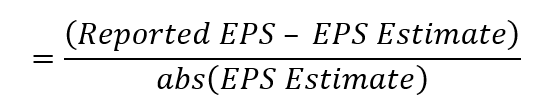 = (Reported EPS – EPS Estimate)
abs(EPS Estimate)